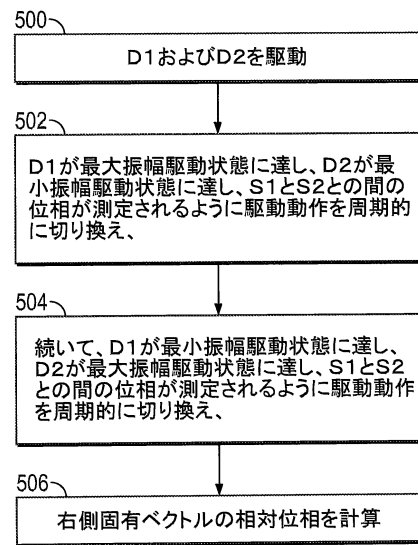 500
D1およびD2を駆動
502
D1が最大振幅駆動状態に達し、D2が最
小振幅駆動状態に達し、S1とS2との間の
位相が測定されるように駆動動作を周期的
に切り換え、
504
続いて、D1が最小振幅駆動状態に達し、
D2が最大振幅駆動状態に達し、S1とS2
との間の位相が測定されるように駆動動作
を周期的に切り換え、
506
右側固有ベクトルの相対位相を計算